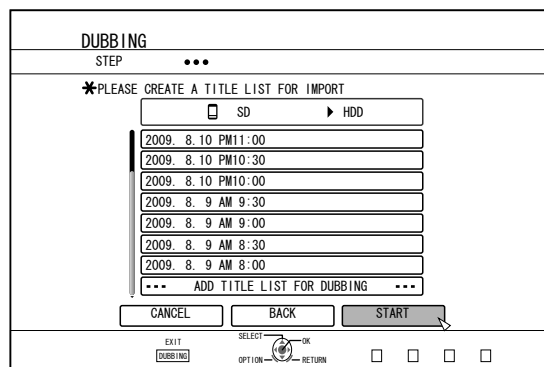 DUBBING
STEP ●●●
*PLEASE CREATE A TITLE LIST FOR IMPORT
SD ▶ HDD
2009. 8.10 PM11:00
2009. 8.10 PM10:30
2009. 8.10 PM10:00
2009. 8. 9 AM 9:30
2009. 8. 9 AM 9:00
2009. 8. 9 AM 8:30
2009. 8. 9 AM 8:00
--- ADD TITLE LIST FOR DUBBING ---
CANCEL BACK START
EXIT
DUBBING
SELECT OK
OPTION RETURN